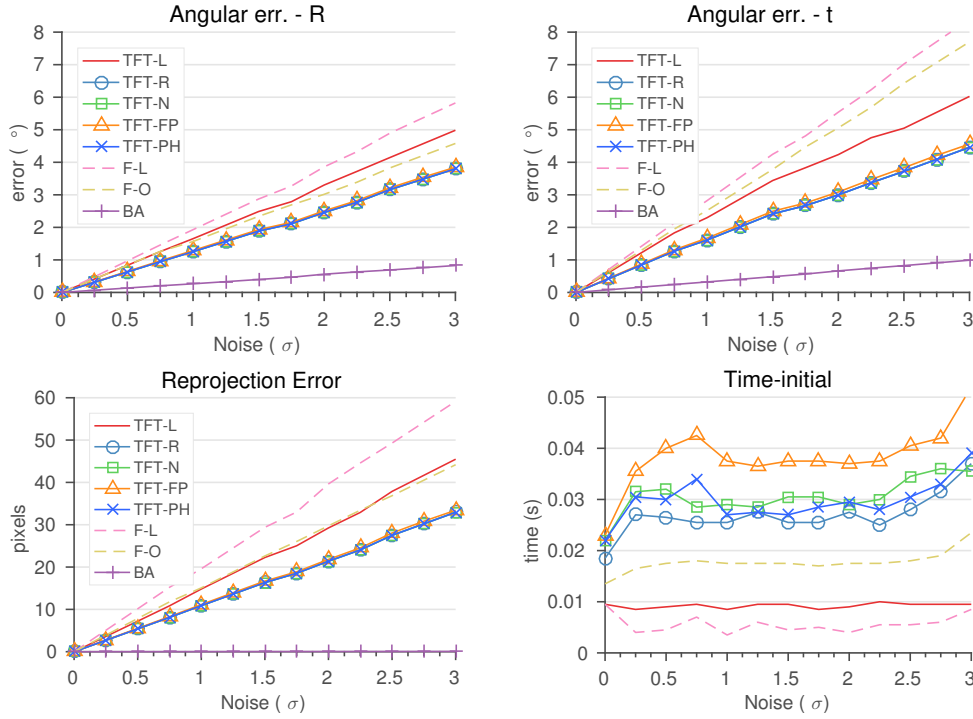 Angular err. - R
8
7
6
5
4
3
2
1
0
error ( °)
TFT-L
TFT-R
TFT-N
TFT-FP
TFT-PH
F-L
F-O
BA
0 0.5 1 1.5 2 2.5 3
Noise ( σ)
Angular err. - t
8
7
6
5
4
3
2
1
0
error ( °)
TFT-L
TFT-R
TFT-N
TFT-FP
TFT-PH
F-L
F-O
BA
0 0.5 1 1.5 2 2.5 3
Noise ( σ)
Reprojection Error
60
50
40
30
20
10
0
pixels
TFT-L
TFT-R
TFT-N
TFT-FP
TFT-PH
F-L
F-O
BA
0 0.5 1 1.5 2 2.5 3
Noise ( σ)
Time-initial
0.05
0.04
0.03
0.02
0.01
0
time (s)
0 0.5 1 1.5 2 2.5 3
Noise ( σ)